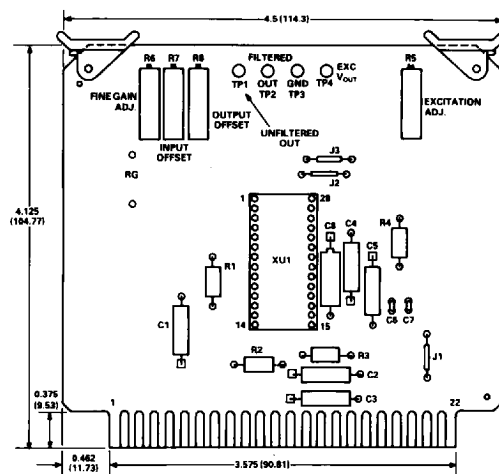 4.5 (114.3)
R6 R7 R8
FILTERED
EXC
VOUT
R5
TP1
OUT
TP2
GND
TP3
TP4
FINE GAIN
ADJ.
OUTPUT
OFFSET
EXCITATION
ADJ.
INPUT
OFFSET
UNFILTERED
OUT
J3
RG
J2
4.125
(104.77)
1
28
XU1
C8
C4
R4
C5
R1
C1
14
15
C6
C7
R2
R3
J1
C2
C3
0.375
(9.53)
1
22
0.462
(11.73)
3.575 (90.81)